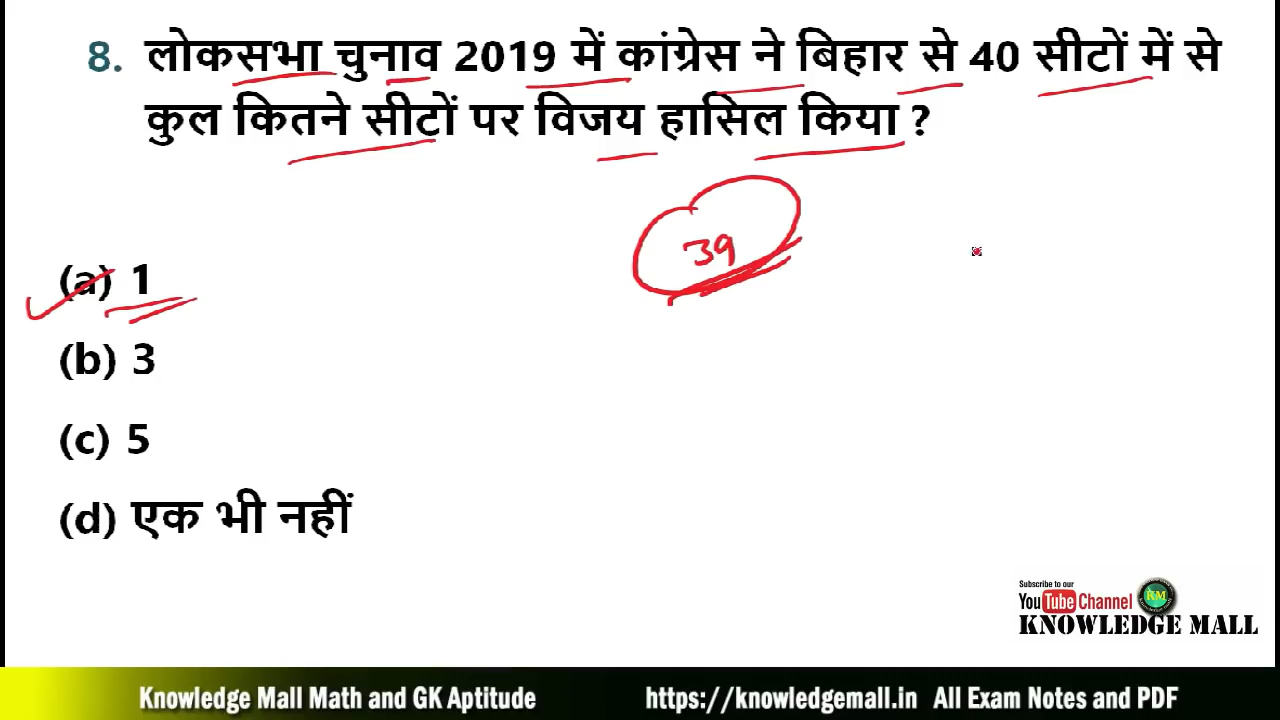 8. लोकसभा चुनाव 2019 में कांग्रेस ने बिहार से 40 सीटों में से
कुल कितने सीटों पर विजय हासिल किया ?
39
(a) 1
(b) 3
(c) 5
(d) एक भी नहीं
Subscribe to our
YouTube Channel
KM
KNOWLEDGE MALL
Knowledge Mall Math and GK Aptitude https://knowledgemall.in All Exam Notes and PDF